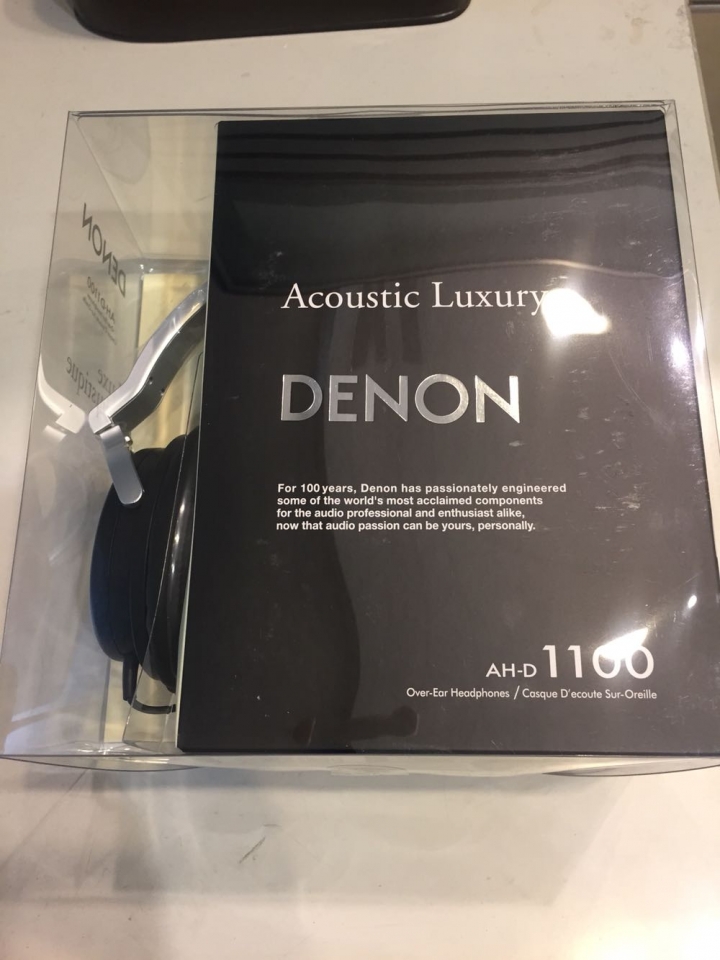 Acoustic Luxury
DENON
For 100 years, Denon has passionately engineered
some of the world's most acclaimed components
for the audio professional and enthusiast alike,
now that audio passion can be yours, personally.
AH-D 1100
Over-Ear Headphones / Casque D'ecoute Sur-Oreille
DENON
AH-D1100